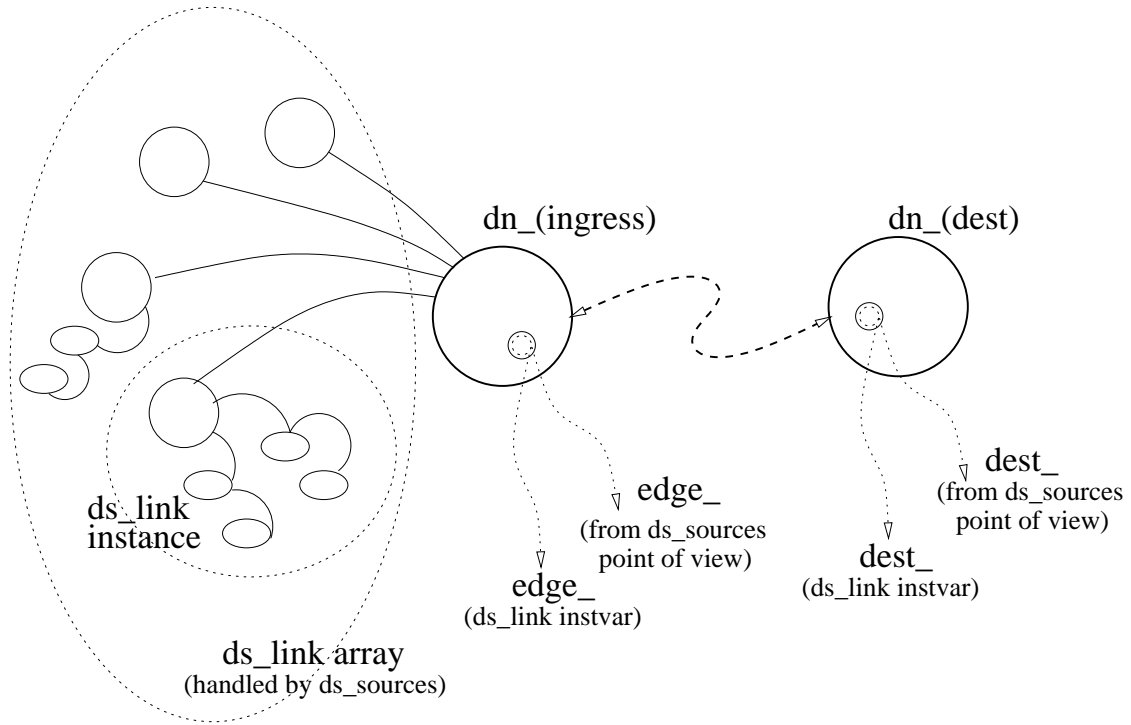 dn_(ingress)
dn_(dest)
ds_link
instance
edge_
(from ds_sources
point of view)
edge_
(ds_link instvar)
dest_
(from ds_sources
point of view)
dest_
(ds_link instvar)
ds_link array
(handled by ds_sources)